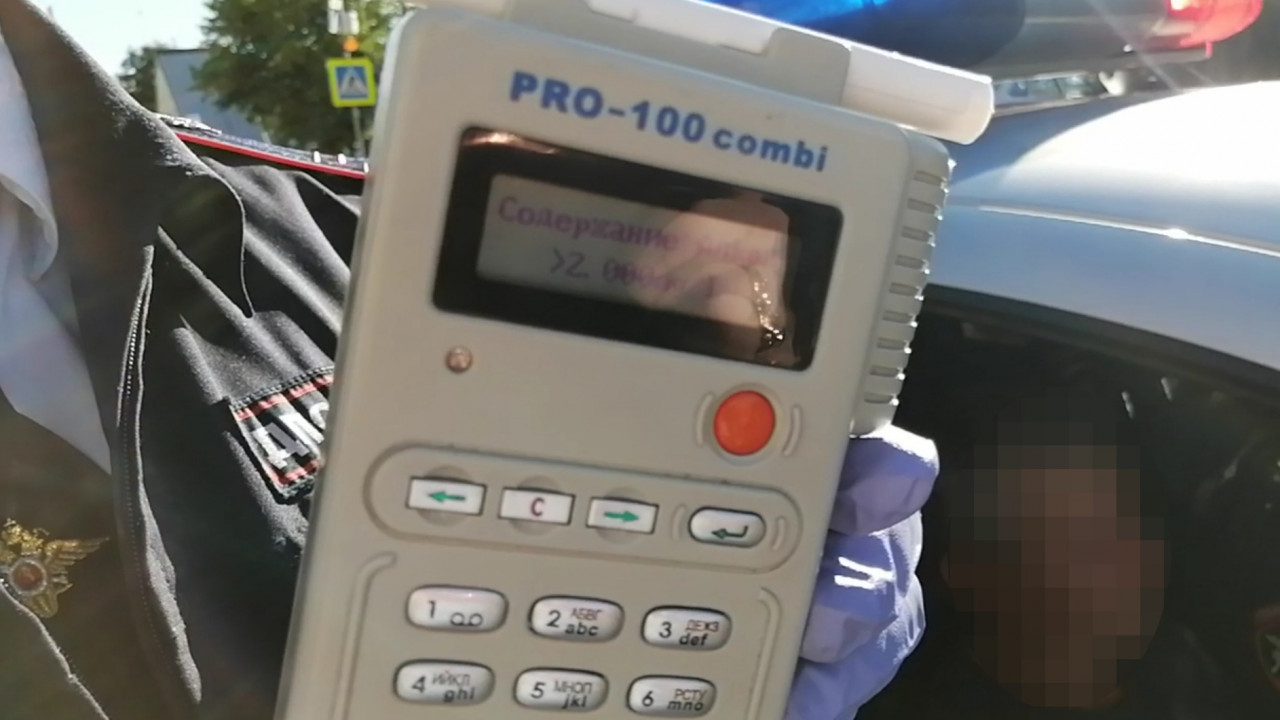 PRO-100 combi
Содержание
>2.
C
1
2 АБВГ abc
3 ДЕЖЗ def
4 ИЙКЛ ghi
5 МНОП jkl
6 РСТУ mno